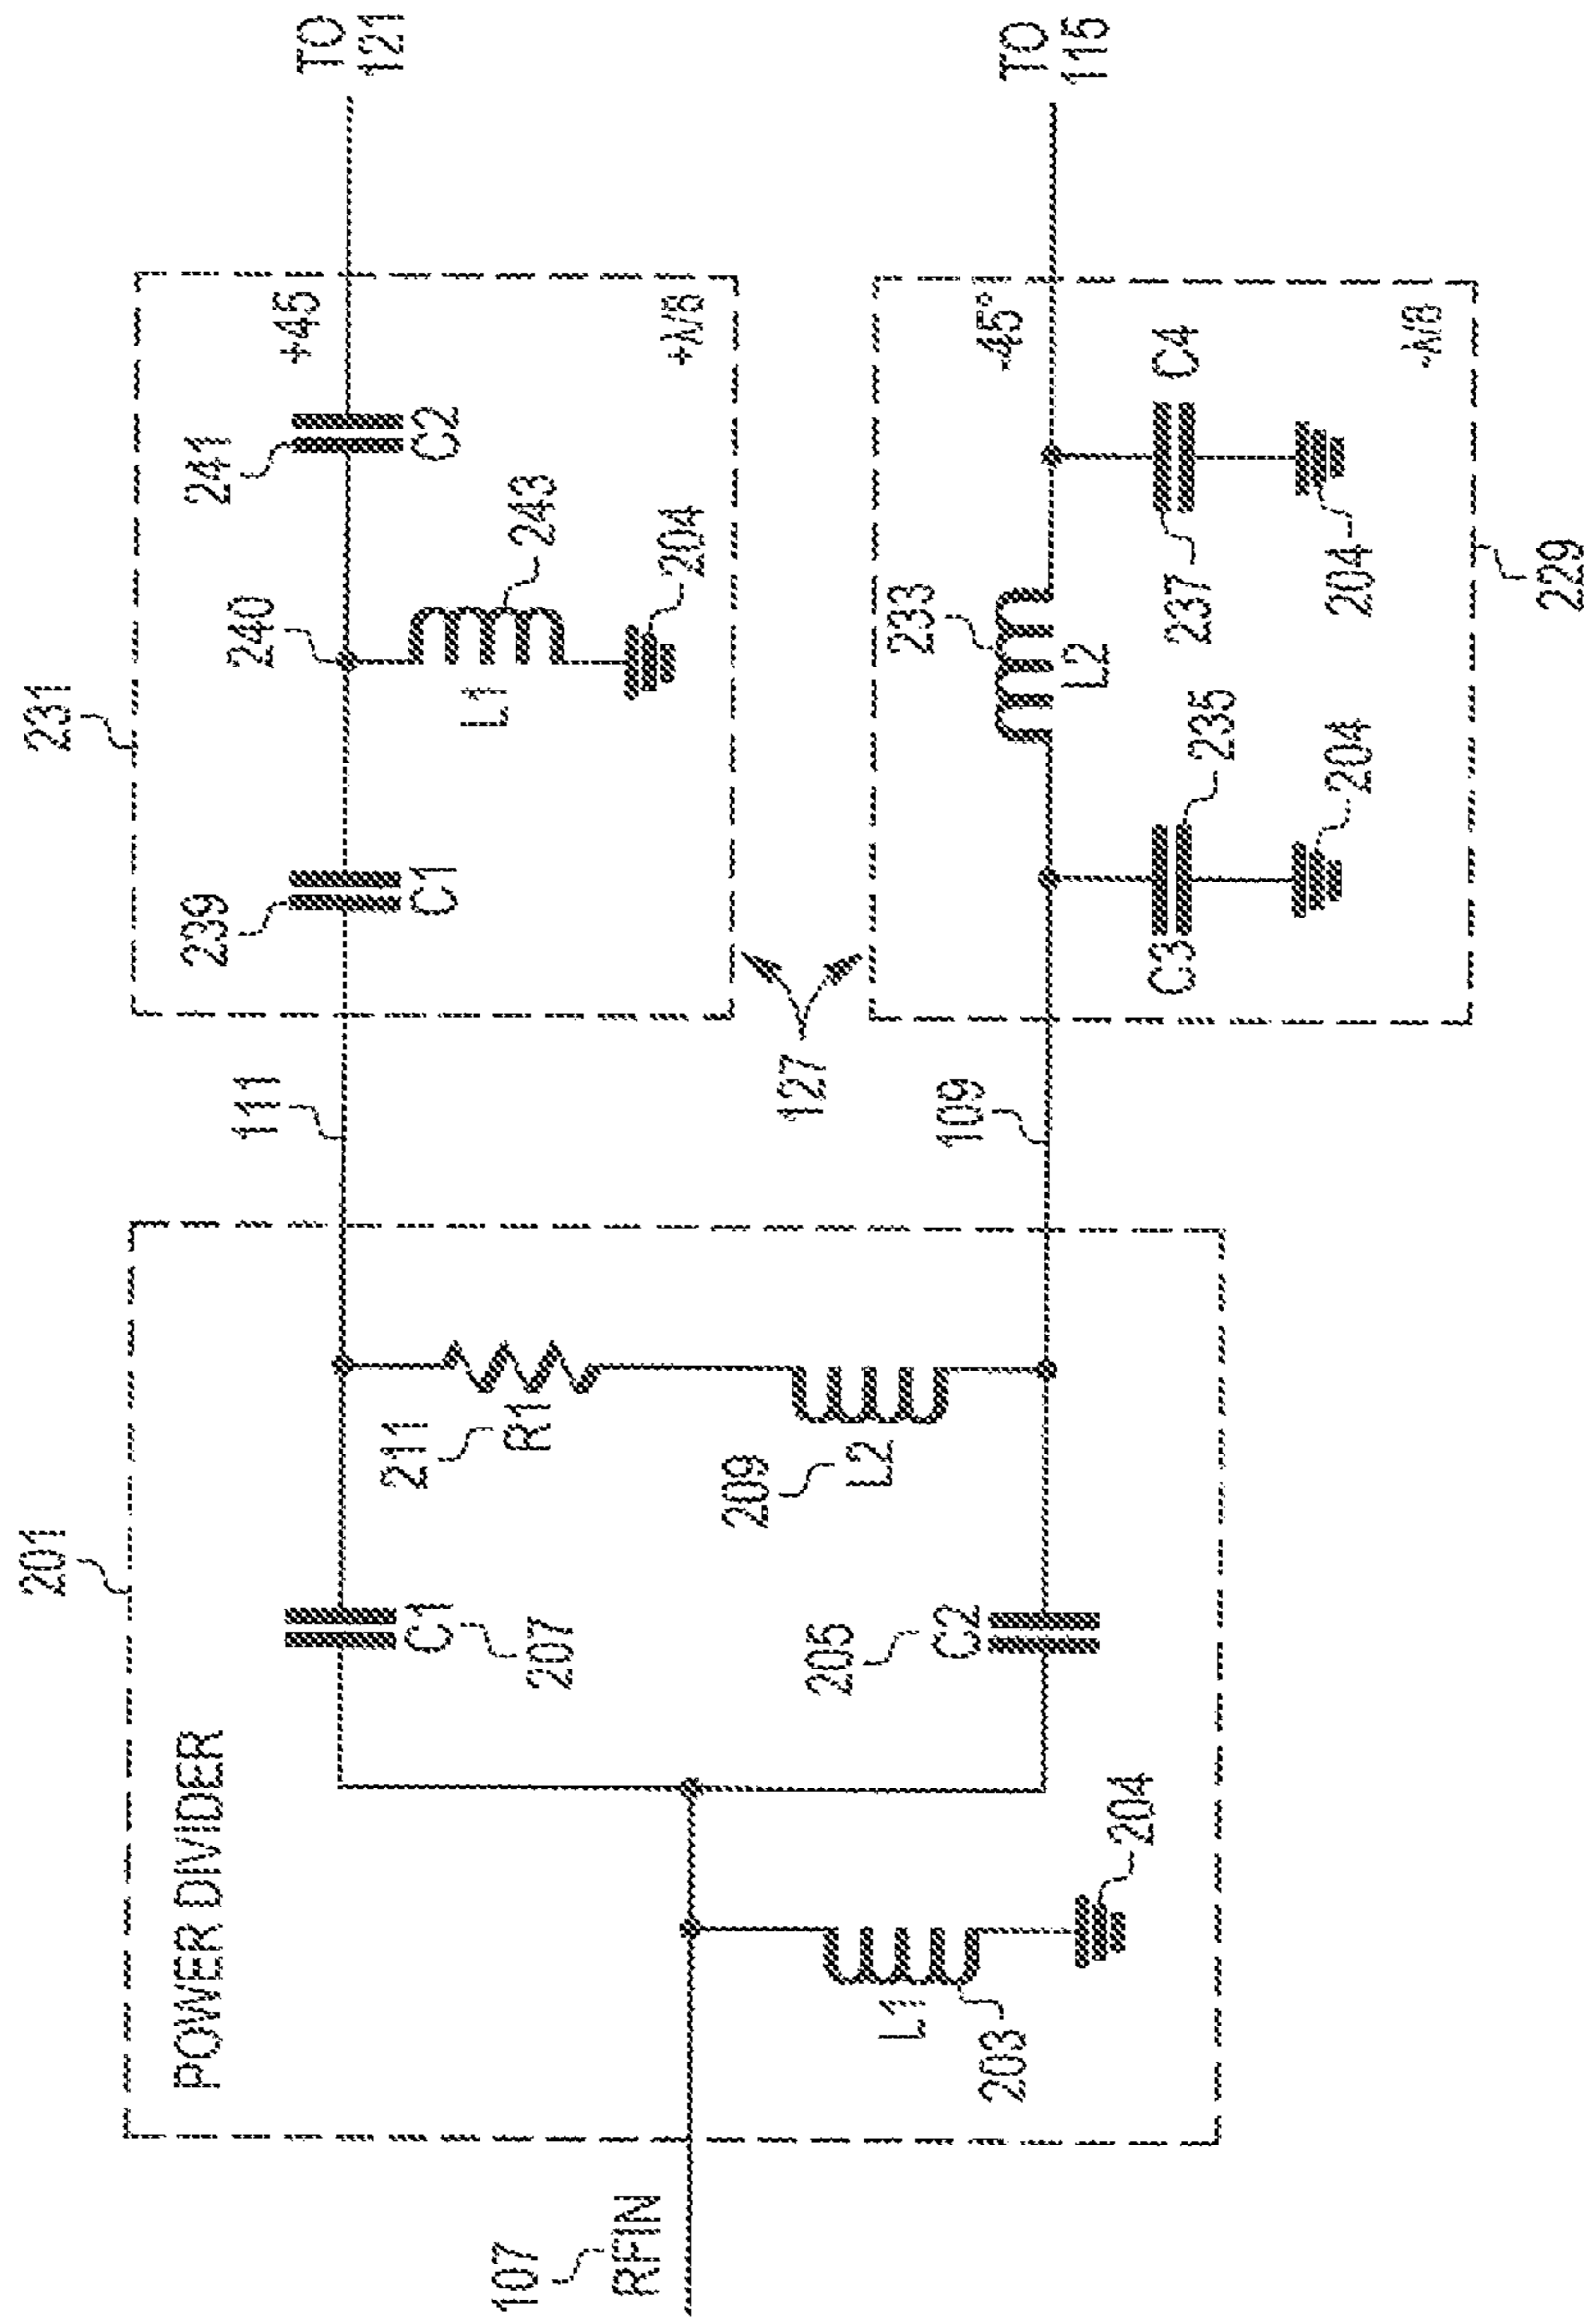 107
RFIN
201
POWER DIVIDER
L1
203
204
C1
207
205
C2
211
R1
209
L2
111
109
127
231
239
C1
240
241
C2
+45
L1
243
204
+λ/8
TO
121
C3
235
204
233
L2
-45°
C4
237
204
-λ/8
229
TO
115